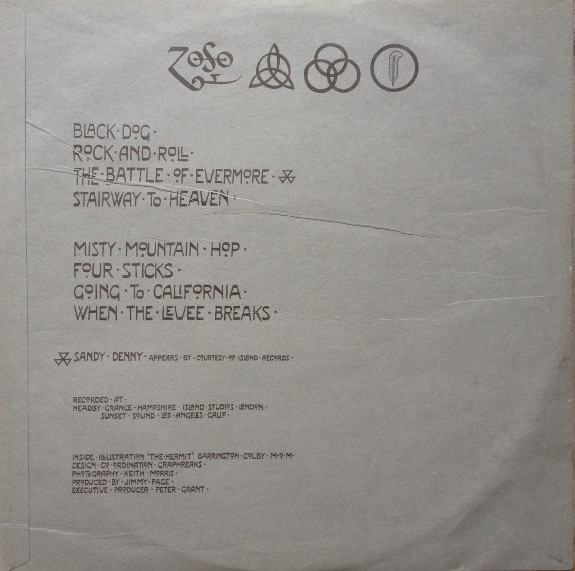 ZoSo
BLACK·DOG·
ROCK·AND·ROLL·
THE·BATTLE·OF·EVERMORE·
STAIRWAY·To·HEAVEN·
MISTY·MOUNTAIN·HOP·
FOUR·STICKS·
GOING·To·CALIFORNIA·
WHEN·THE·LEVEE·BREAKS·
SANDY·DENNY·APPEARS·BY·COURTESY·OF·ISLAND·RECORDS·
RECORDED·AT·
HEADLEY·GRANGE·HAMPSHIRE·ISLAND·STUDIOS·LONDON·
SUNSET·SOUND·LOS·ANGELES·CALIF·
INSIDE·ILLUSTRATION "THE·HERMIT" BARRINGTON·COLBY·M·O·M·
DESIGN·CO·ORDINATION·GRAPHREAKS·
PHOTOGRAPHY·KEITH·MORRIS·
PRODUCED·BY·JIMMY·PAGE·
EXECUTIVE·PRODUCER·PETER·GRANT·